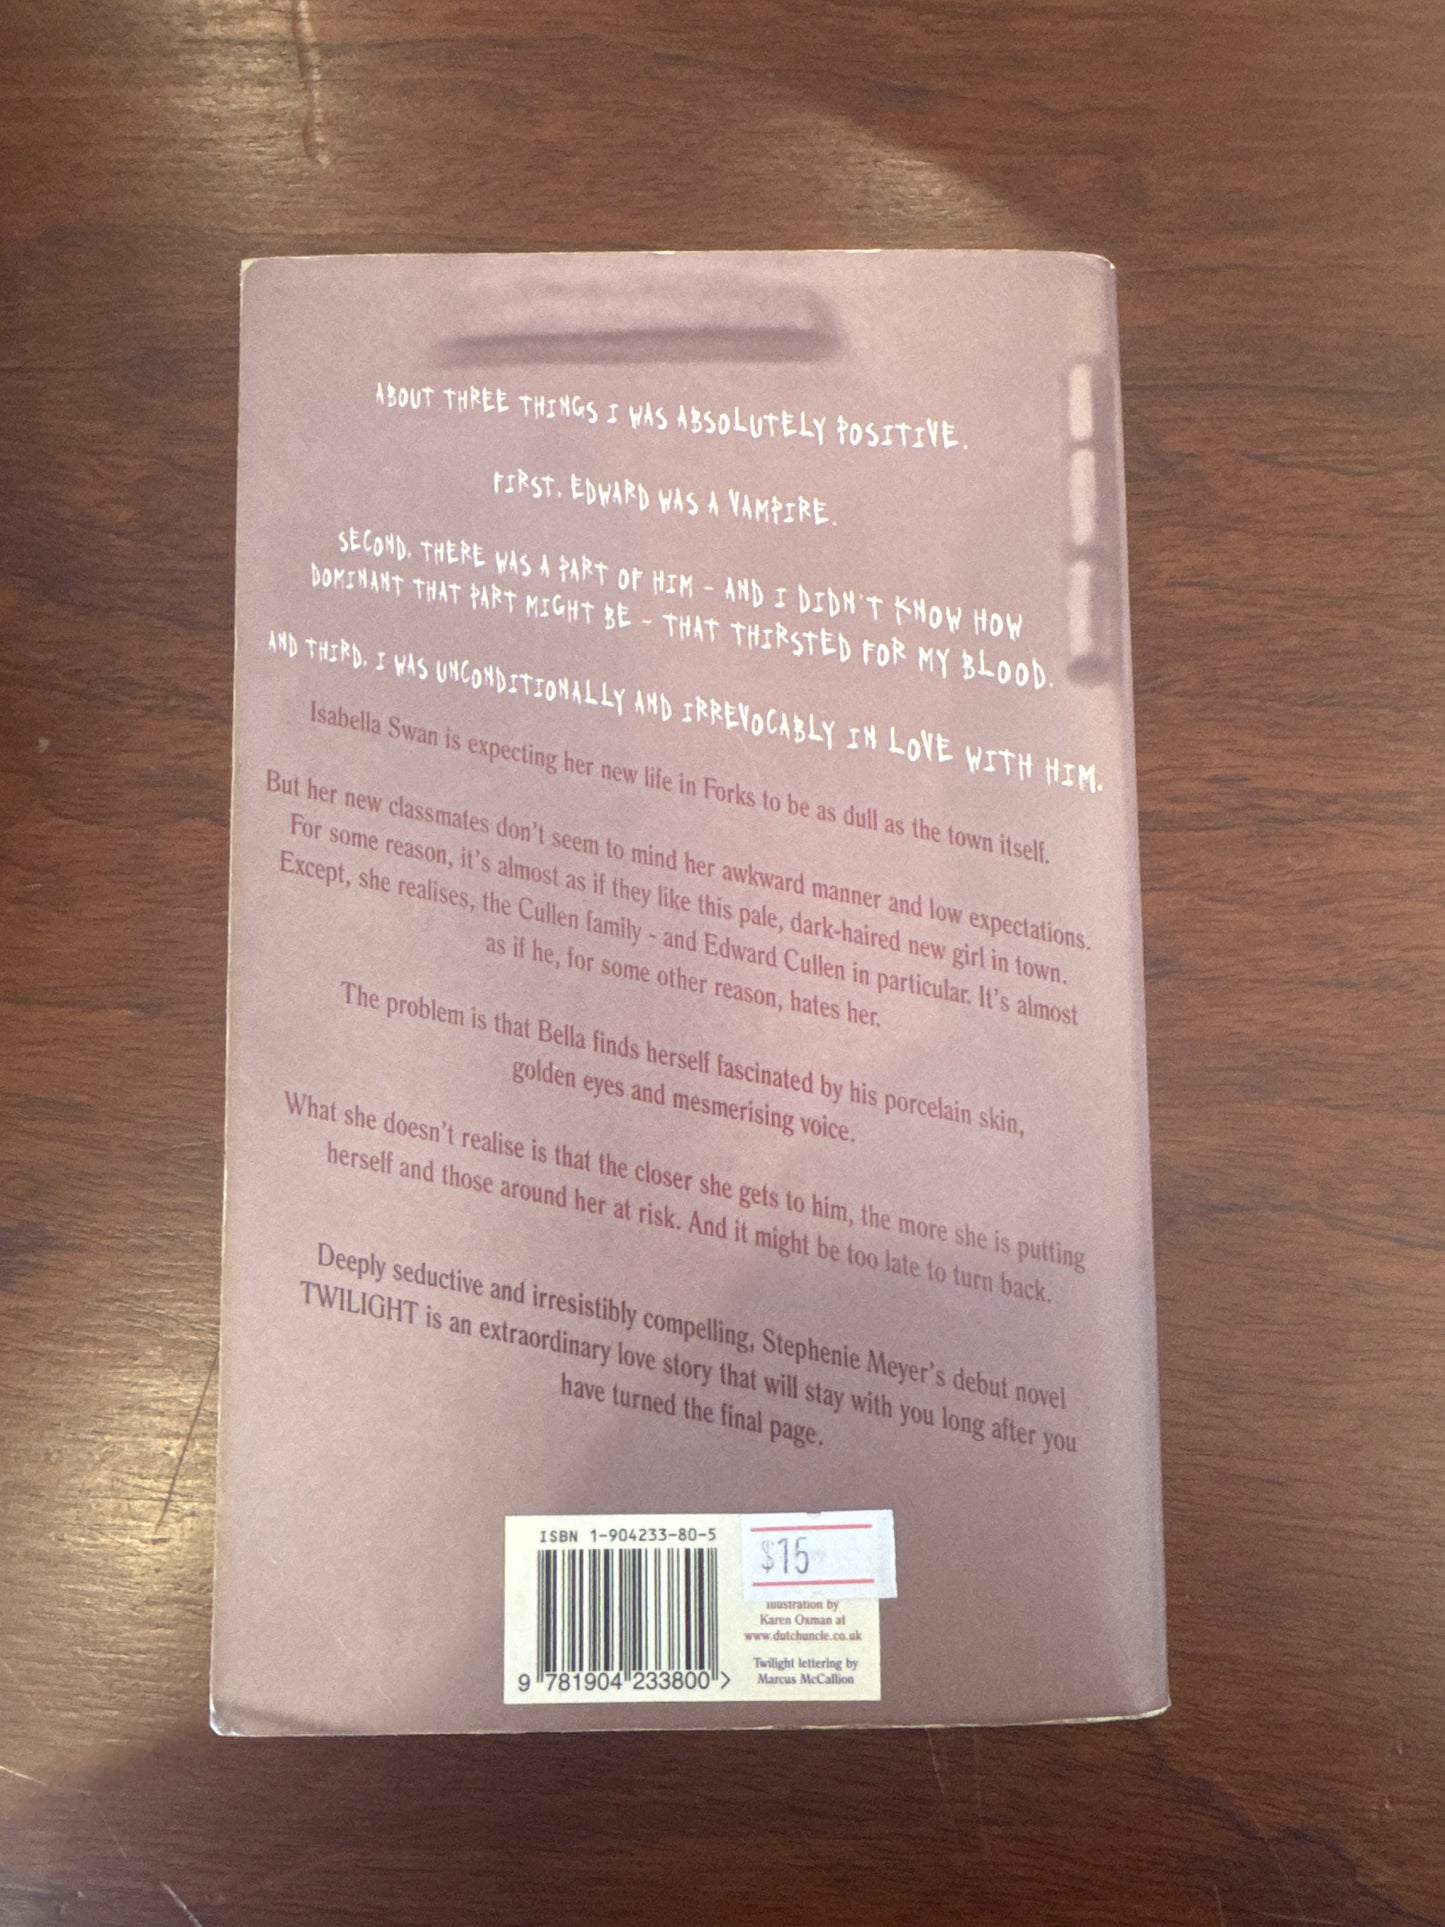 ABOUT THREE THINGS I WAS ABSOLUTELY POSITIVE.
FIRST, EDWARD WAS A VAMPIRE.
SECOND, THERE WAS A PART OF HIM - AND I DIDN'T KNOW HOW
DOMINANT THAT PART MIGHT BE - THAT THIRSTED FOR MY BLOOD.
AND THIRD, I WAS UNCONDITIONALLY AND IRREVOCABLY IN LOVE WITH HIM.
Isabella Swan is expecting her new life in Forks to be as dull as the town itself.
But her new classmates don't seem to mind her awkward manner and low expectations.
For some reason, it's almost as if they like this pale, dark-haired new girl in town.
Except, she realises, the Cullen family - and Edward Cullen in particular. It's almost
as if he, for some other reason, hates her.
The problem is that Bella finds herself fascinated by his porcelain skin,
golden eyes and mesmerising voice.
What she doesn't realise is that the closer she gets to him, the more she is putting
herself and those around her at risk. And it might be too late to turn back.
Deeply seductive and irresistibly compelling, Stephenie Meyer's debut novel
TWILIGHT is an extraordinary love story that will stay with you long after you
have turned the final page.
ISBN 1-904233-80-5
9 781904 233800 >
$15
illustration by
Karen Oxman at
www.dutchuncle.co.uk
Twilight lettering by
Marcus McCallion